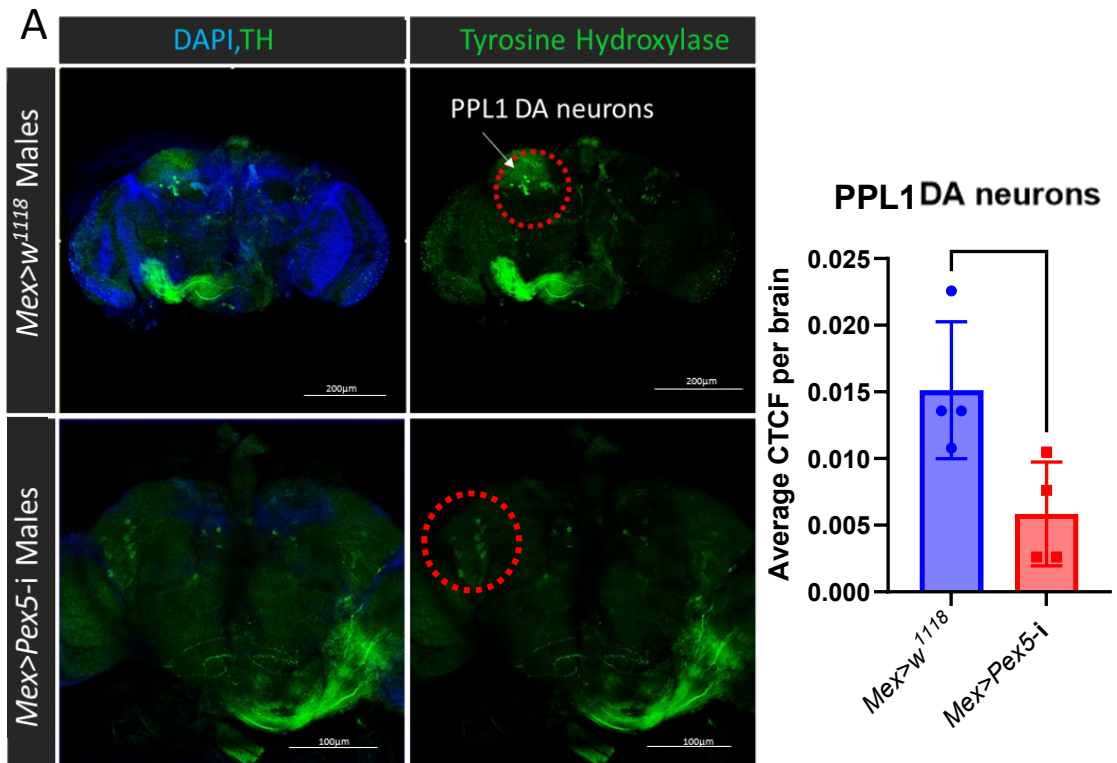 A
DAPI,TH
Tyrosine Hydroxylase
Mex>w1118 Males
PPL1 DA neurons
200µm
200µm
Mex>Pex5-i Males
100µm
100µm
PPL1 DA neurons
Average CTCF per brain
0.025
0.020
0.015
0.010
0.005
0.000
Mex>w1118
Mex>Pex5-i